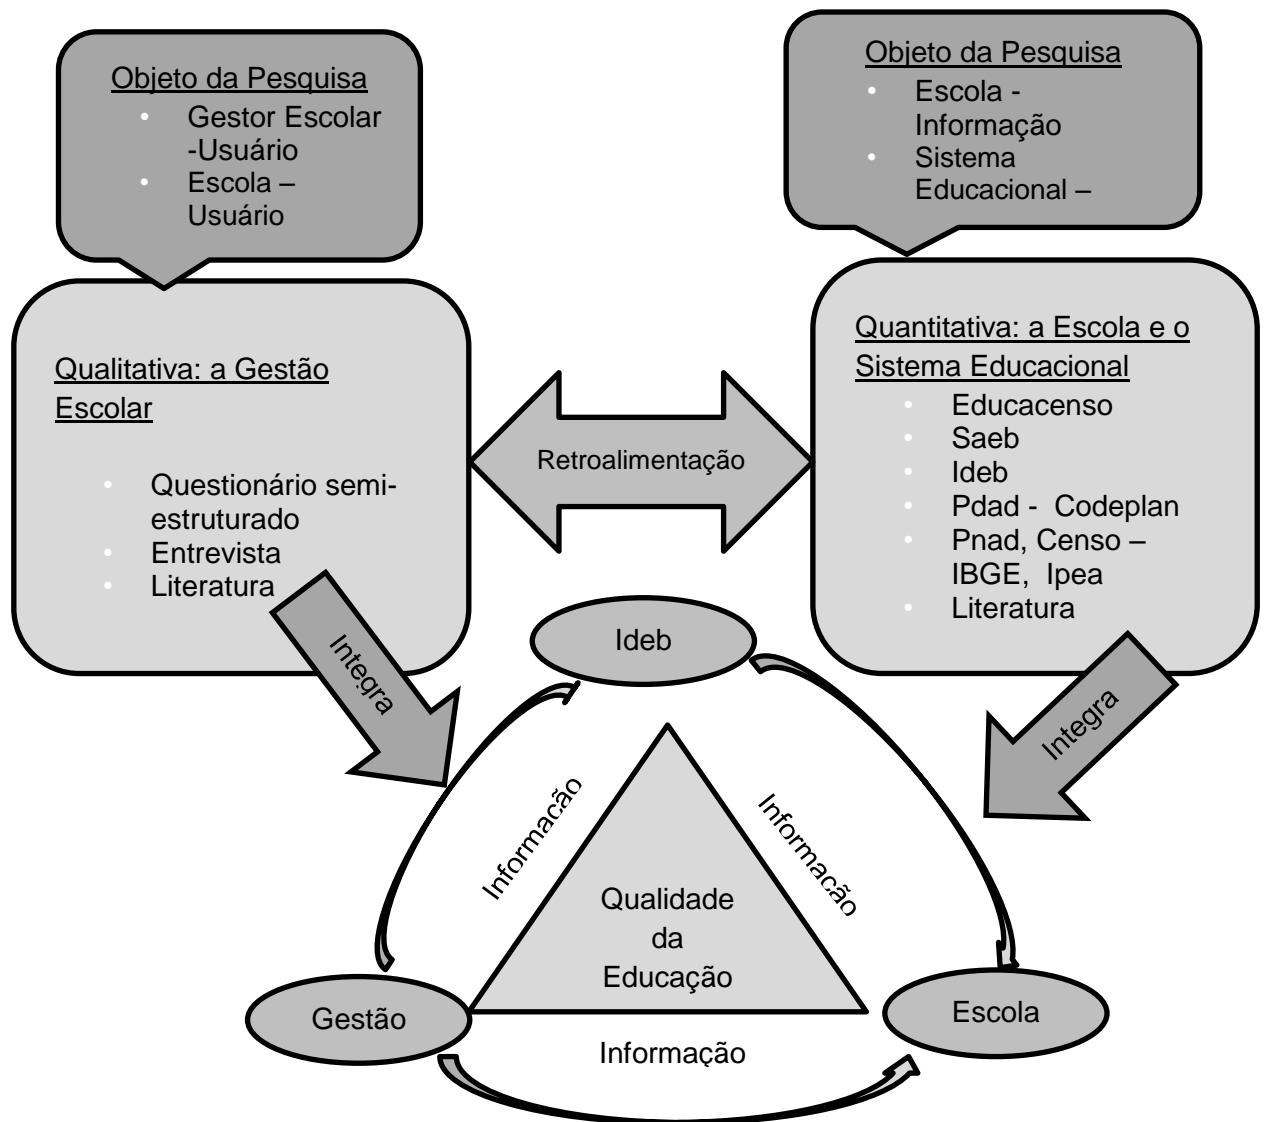 Objeto da Pesquisa
• Gestor Escolar
-Usuário
• Escola –
Usuário
Objeto da Pesquisa
• Escola -
Informação
• Sistema
Educacional –
Qualitativa: a Gestão
Escolar
• Questionário semi-
estruturado
• Entrevista
• Literatura
Retroalimentação
Quantitativa: a Escola e o
Sistema Educacional
• Educacenso
• Saeb
• Ideb
• Pdad - Codeplan
• Pnad, Censo –
IBGE, Ipea
• Literatura
Integra
Integra
Ideb
Informação
Informação
Qualidade
da
Educação
Gestão
Escola
Informação